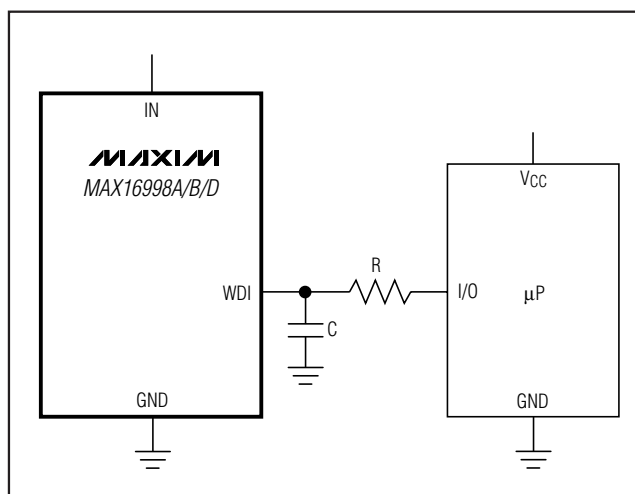 IN
MAXIM
MAX16998A/B/D
WDI
GND
C
R
VCC
I/O
μP
GND